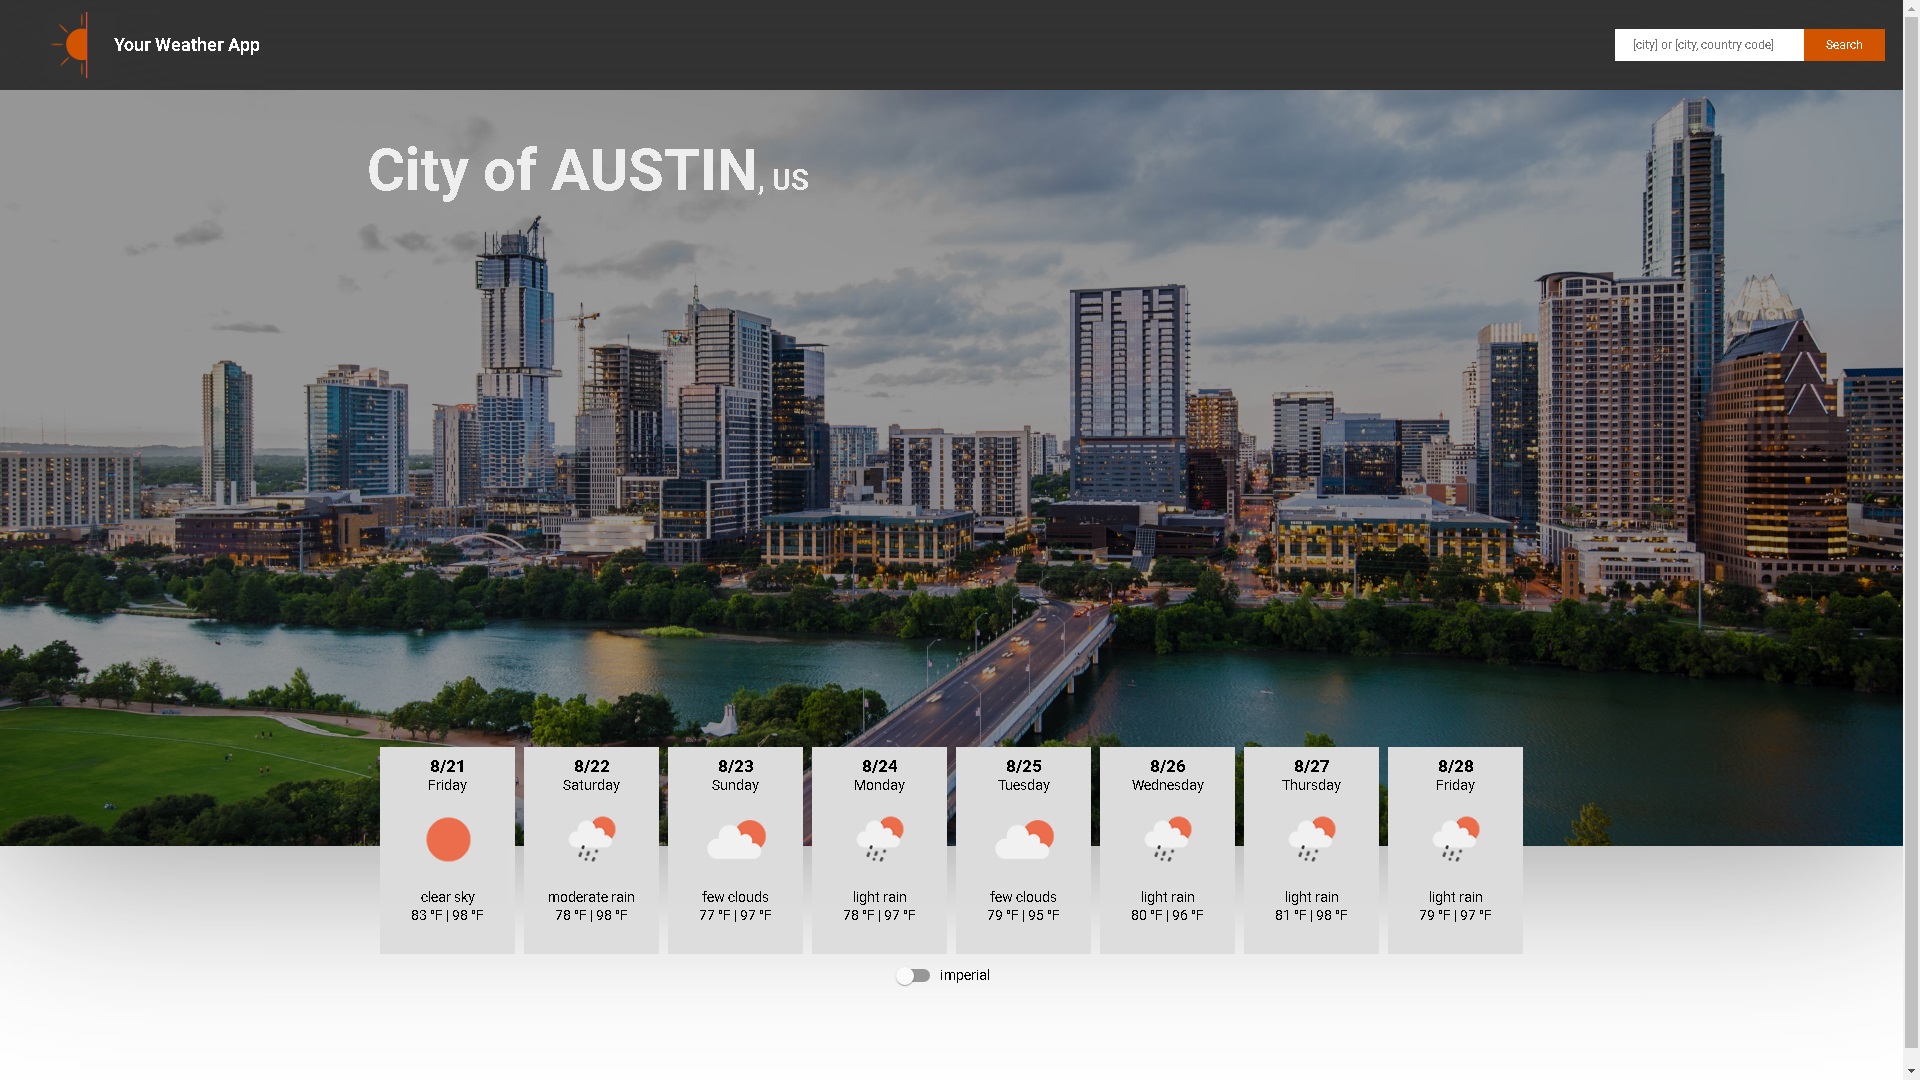 Your Weather App
[city] or [city, country code]
Search
City of AUSTIN, US
8/21
Friday
clear sky
83 °F | 98 °F
8/22
Saturday
moderate rain
78 °F | 98 °F
8/23
Sunday
few clouds
77 °F | 97 °F
8/24
Monday
light rain
78 °F | 97 °F
8/25
Tuesday
few clouds
79 °F | 95 °F
8/26
Wednesday
light rain
80 °F | 96 °F
8/27
Thursday
light rain
81 °F | 98 °F
8/28
Friday
light rain
79 °F | 97 °F
imperial